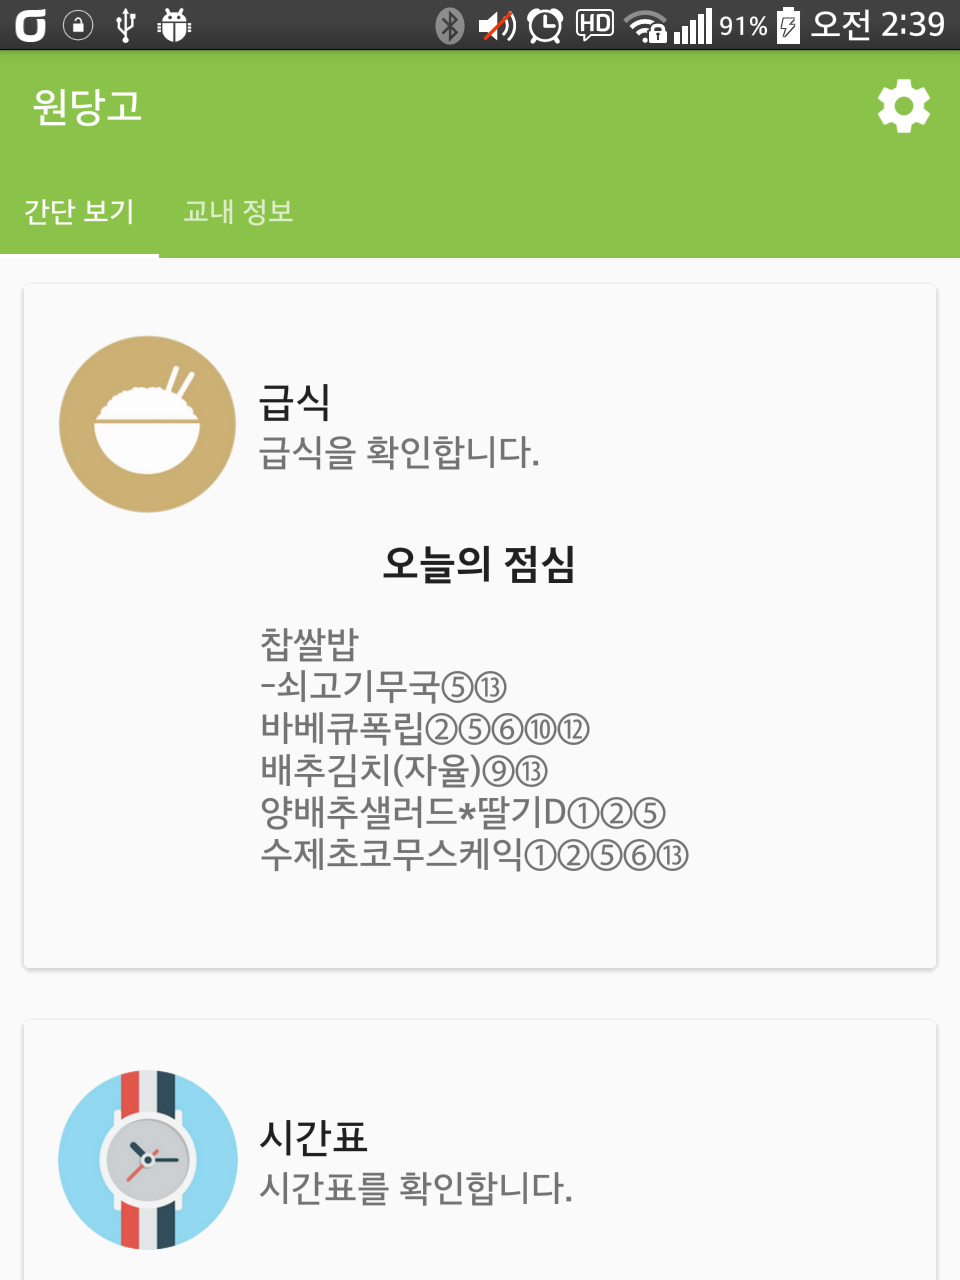 HD 91% 오전 2:39
원당고
간단 보기 교내 정보
급식
급식을 확인합니다.
오늘의 점심
찹쌀밥
-쇠고기무국⑤⑬
바베큐폭립②⑤⑥⑩⑫
배추김치(자율)⑨⑬
양배추샐러드*딸기D①②⑤
수제초코무스케익①②⑤⑥⑬
시간표
시간표를 확인합니다.